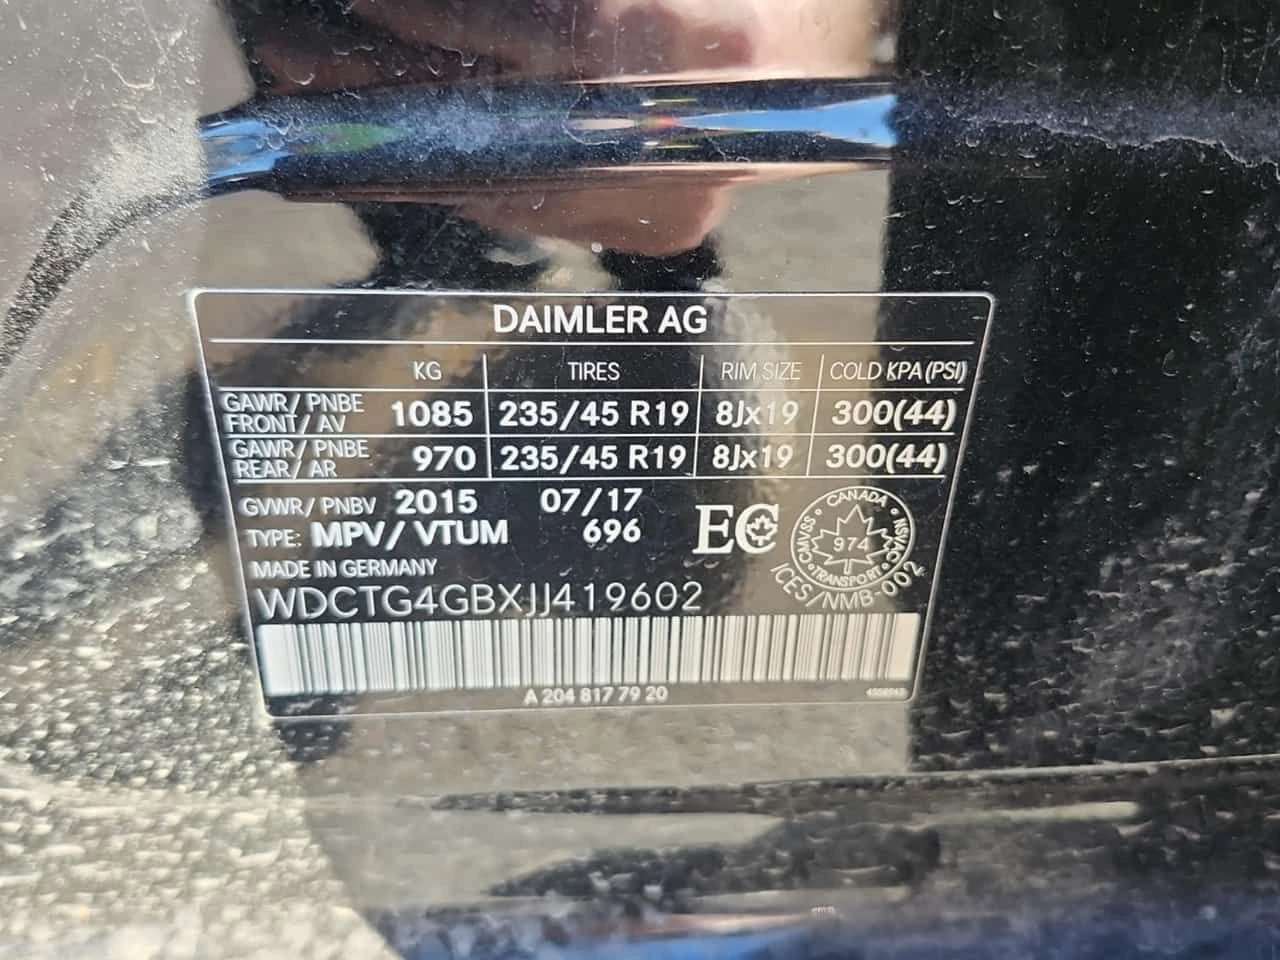 DAIMLER AG
KG TIRES RIM SIZE COLD KPA (PSI)
GAWR/ PNBE FRONT/ AV 1085 235/45 R19 8Jx19 300(44)
GAWR/ PNBE REAR/ AR 970 235/45 R19 8Jx19 300(44)
GVWR/ PNBV 2015 07/17
TYPE: MPV/ VTUM 696
EC
CANADA
CMVSS NSVAC
974
TRANSPORT
ICES/NMB-002
MADE IN GERMANY
WDCTG4GBXJJ419602
A 204 817 79 20